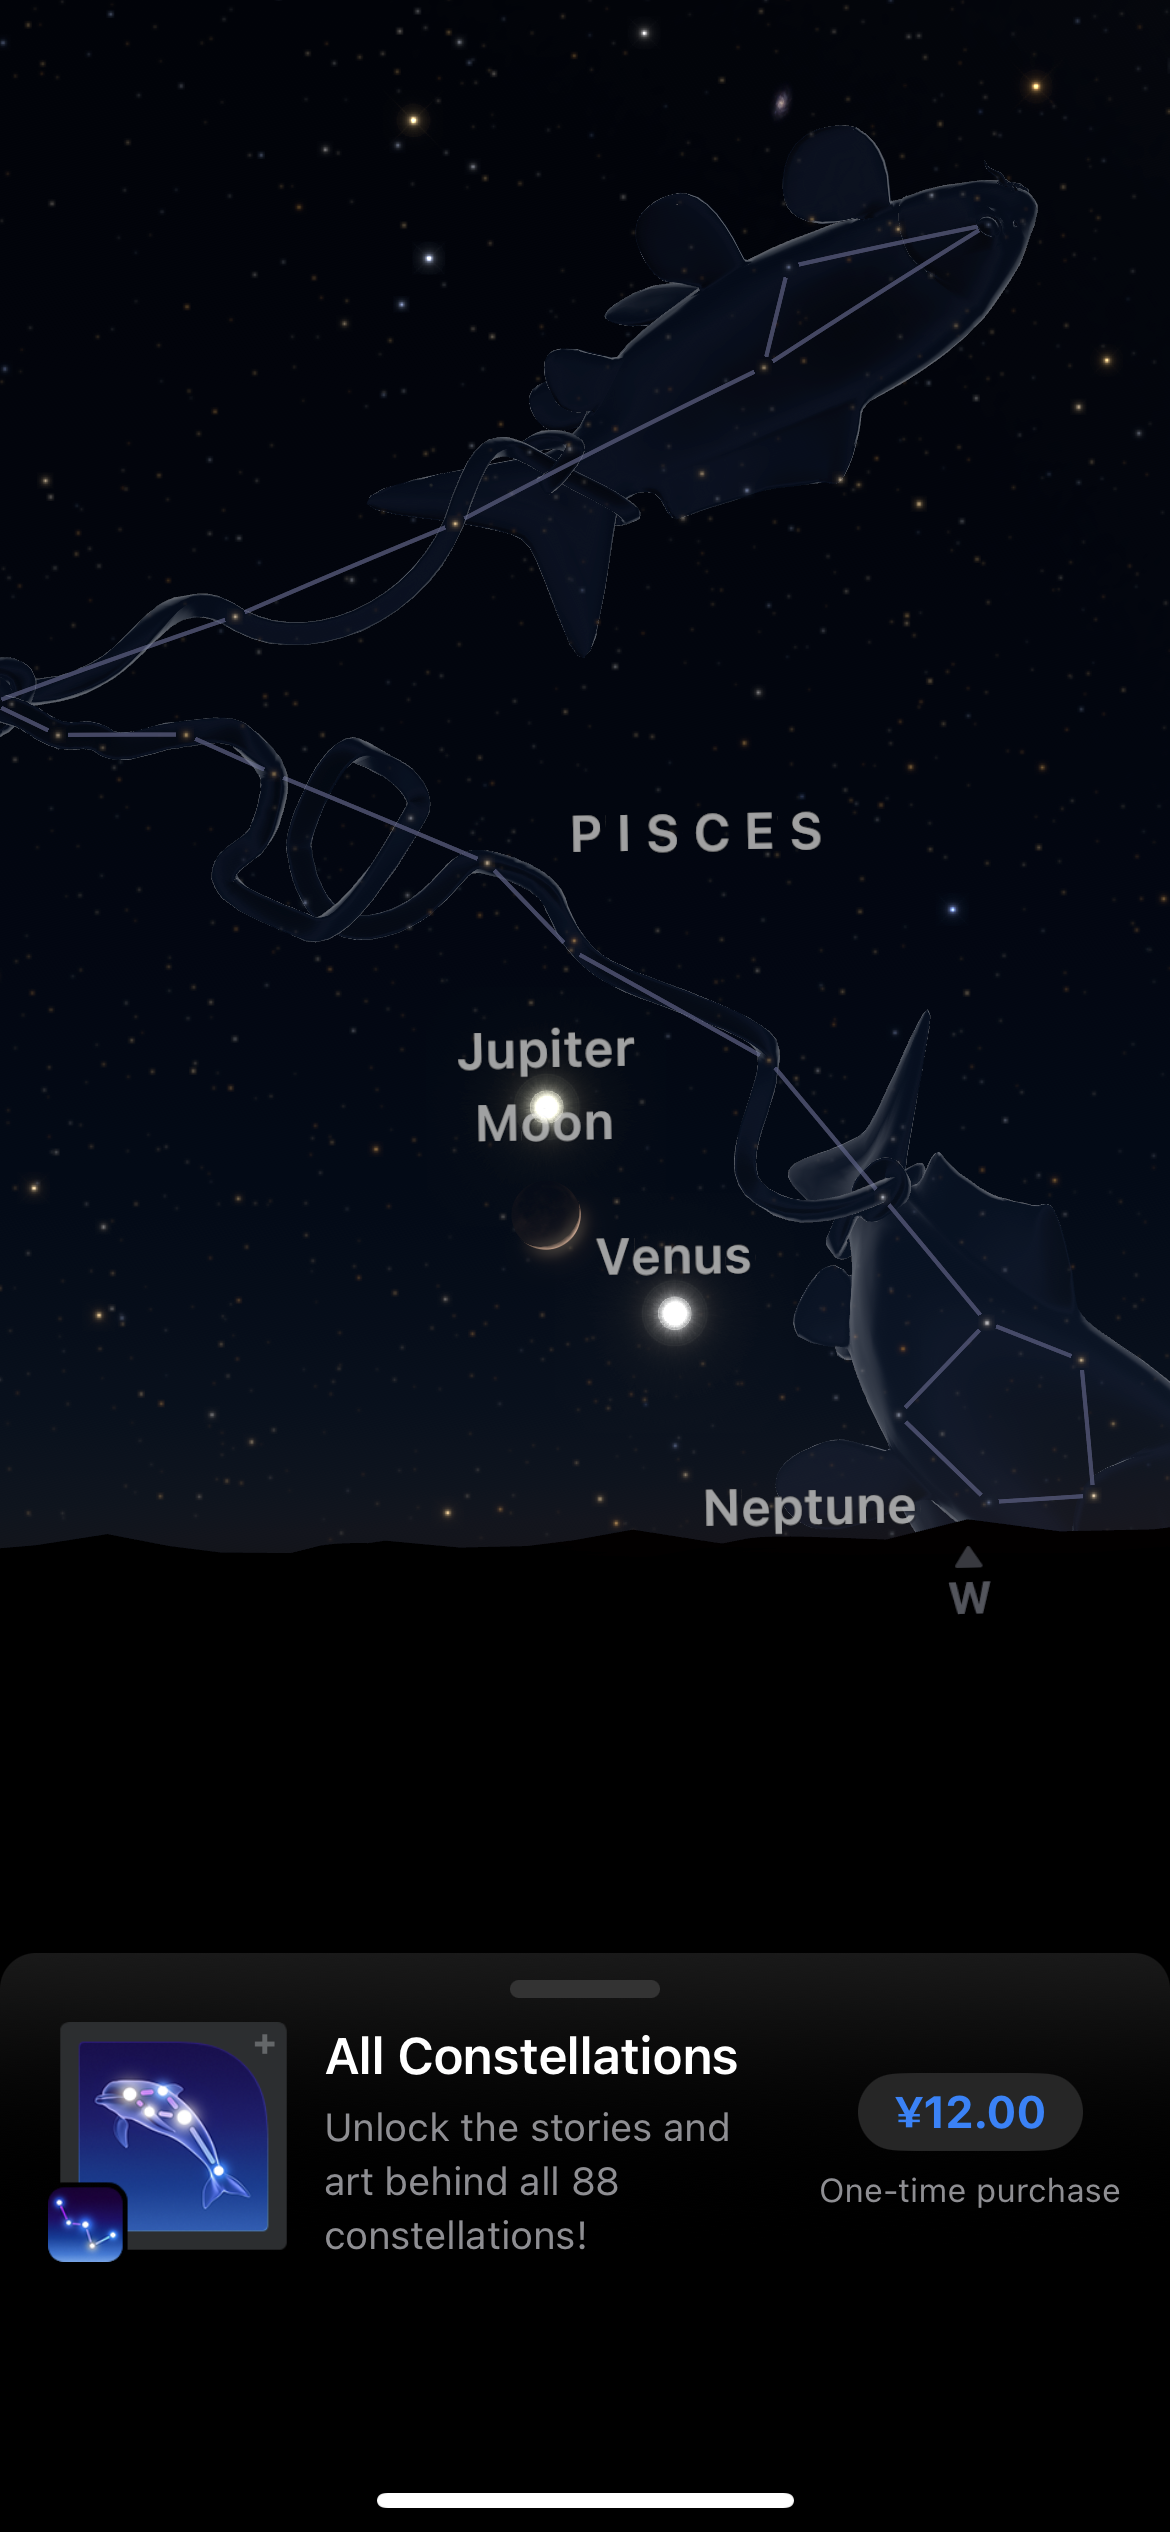 PISCES
Jupiter
Moon
Venus
Neptune
W
All Constellations
Unlock the stories and
art behind all 88
constellations!
¥12.00
One-time purchase